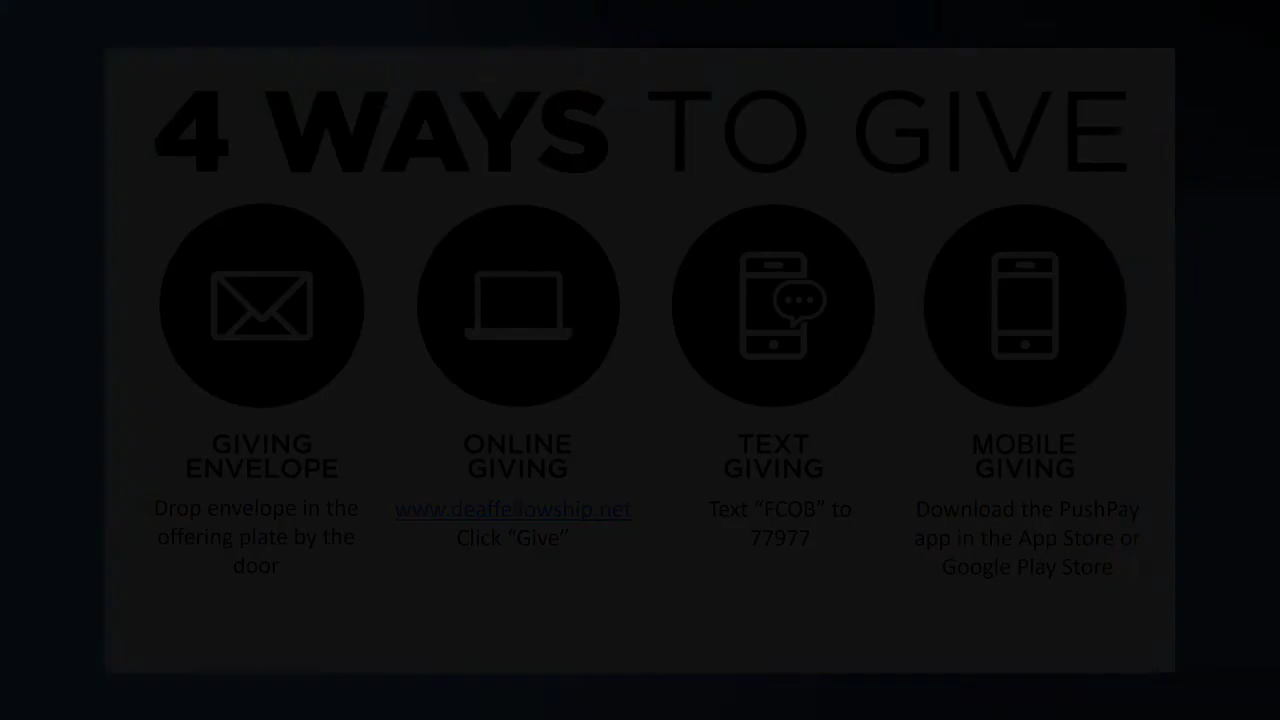 4 WAYS TO GIVE
GIVING
ENVELOPE
Drop envelope in the
offering plate by the
door
ONLINE
GIVING
www.deaffellowship.net
Click “Give”
TEXT
GIVING
Text “FCOB” to
77977
MOBILE
GIVING
Download the PushPay
app in the App Store or
Google Play Store